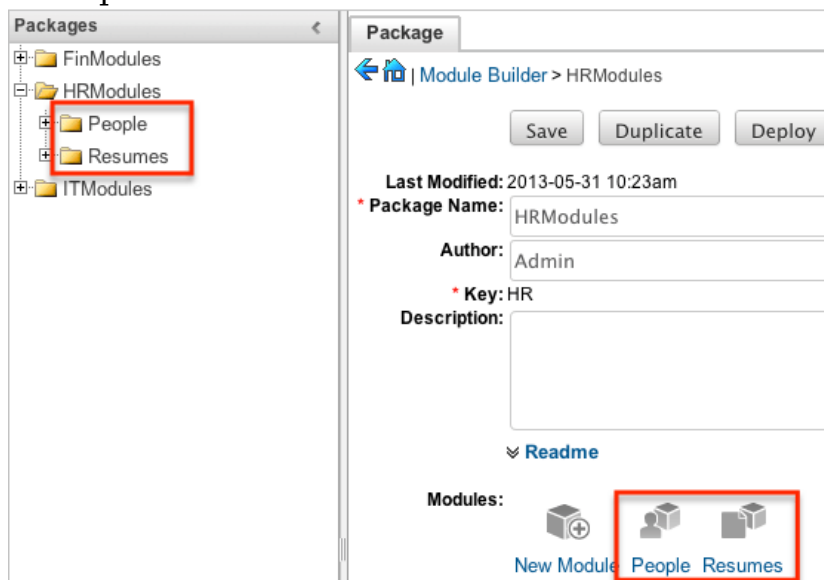 Packages
FinModules
HRModules
People
Resumes
ITModules
Package
| Module Builder > HRModules
Save Duplicate Deploy
Last Modified: 2013-05-31 10:23am
* Package Name: HRModules
Author: Admin
* Key: HR
Description:
Readme
Modules:
New Module People Resumes